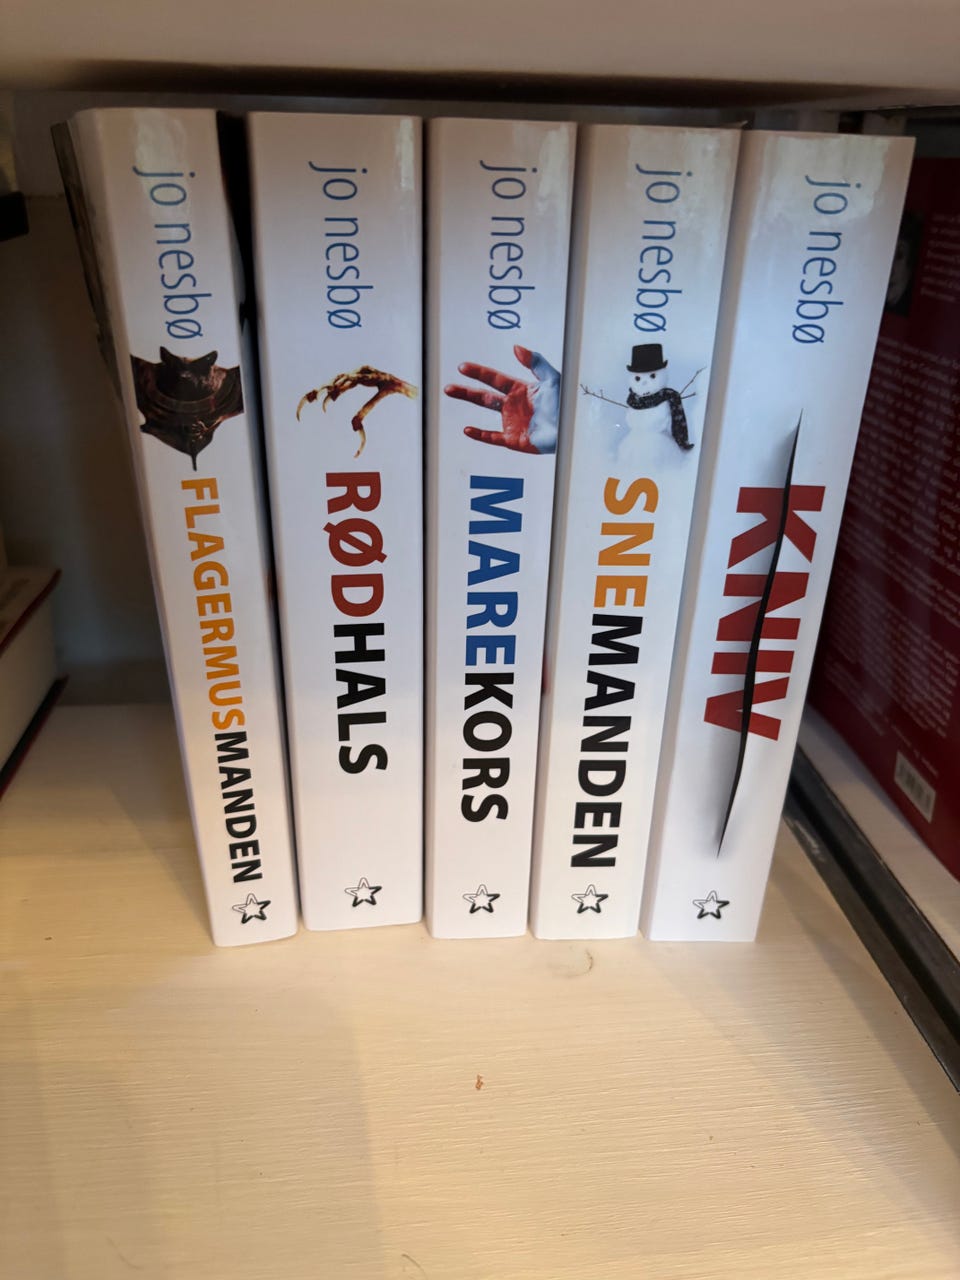 jo nesbø
FLAGERMUSMANDEN
jo nesbø
RØDHALS
jo nesbø
MAREKORS
jo nesbø
SNEMANDEN
jo nesbø
KNIV